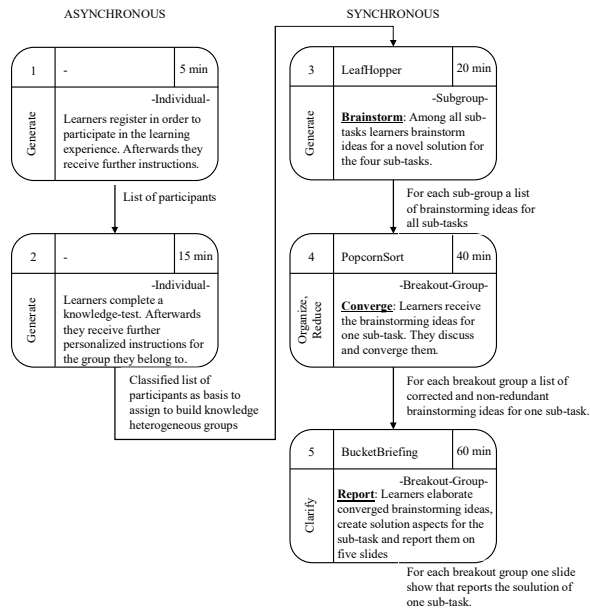 ASYNCHRONOUS
1
-
5 min
Generate
-Individual-
Learners register in order to
participate in the learning
experience. Afterwards they
receive further instructions.
List of participants
2
-
15 min
Generate
-Individual-
Learners complete a
knowledge-test. Afterwards
they receive further
personalized instructions for
the group they belong to.
Classified list of
participants as basis to
assign to build knowledge
heterogeneous groups
SYNCHRONOUS
3
LeafHopper
20 min
Generate
-Subgroup-
Brainstorm: Among all sub-
tasks learners brainstorm
ideas for a novel solution for
the four sub-tasks.
For each sub-group a list
of brainstorming ideas for
all sub-tasks
4
PopcornSort
40 min
Organize,
Reduce
-Breakout-Group-
Converge: Learners receive
the brainstorming ideas for
one sub-task. They discuss
and converge them.
For each breakout group a list of
corrected and non-redundant
brainstorming ideas for one sub-task.
5
BucketBriefing
60 min
Clarify
-Breakout-Group-
Report: Learners elaborate
converged brainstorming ideas,
create solution aspects for the
sub-task and report them on
five slides
For each breakout group one slide
show that reports the soulution of
one sub-task.